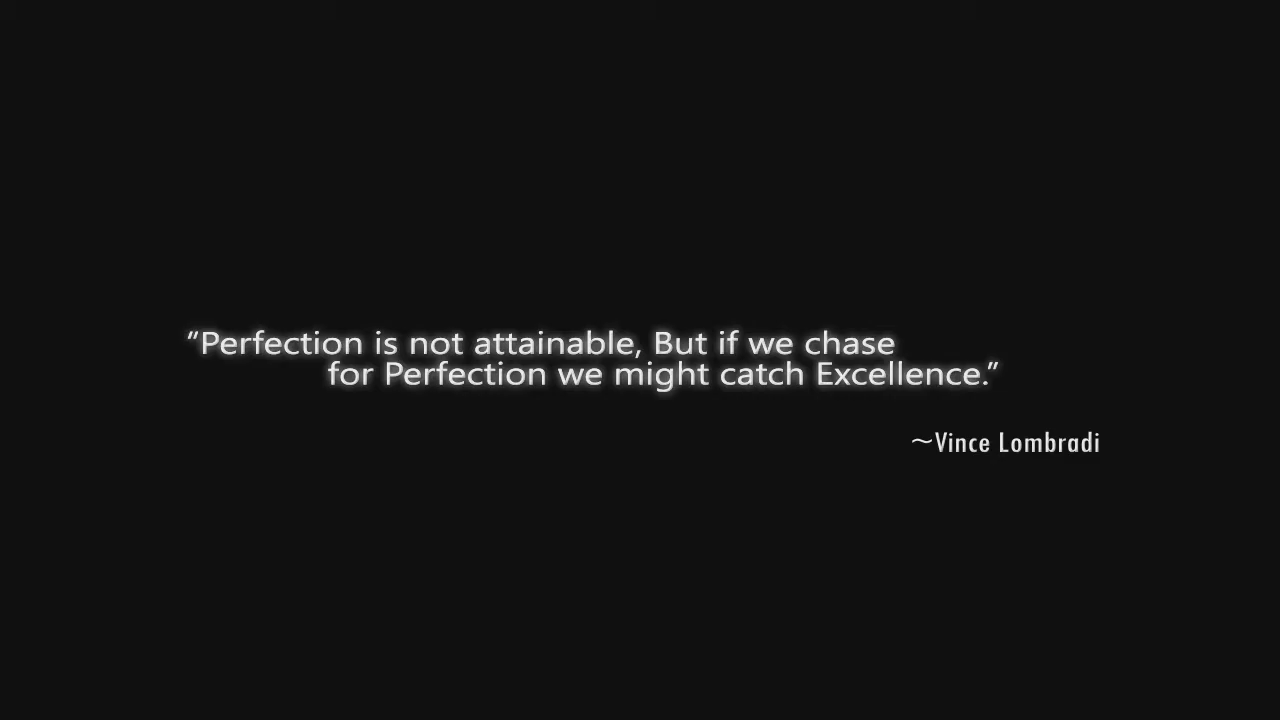 “Perfection is not attainable, But if we chase
for Perfection we might catch Excellence.”
~Vince Lombradi